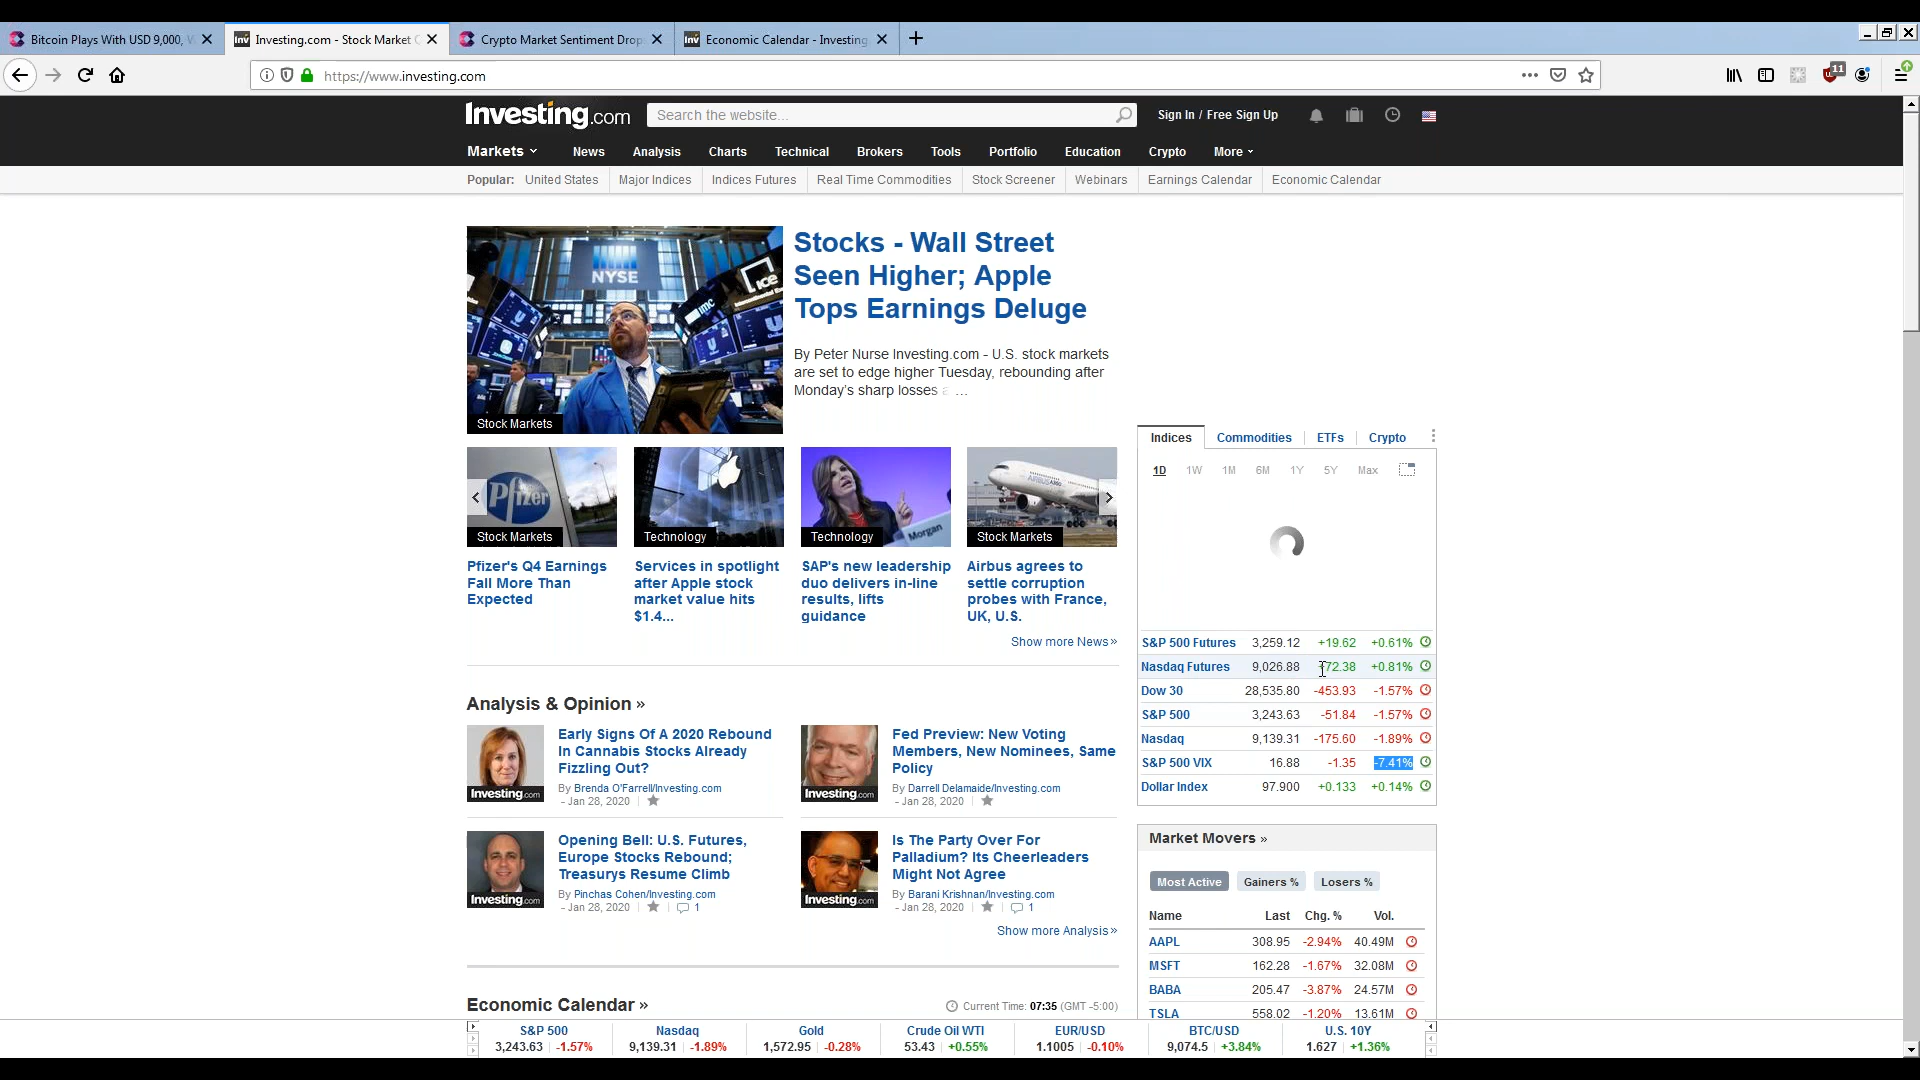 Bitcoin Plays With USD 9,000,
Investing.com - Stock Market
Crypto Market Sentiment Drop
Economic Calendar - Investing
https://www.investing.com
11
Investing.com
Search the website...
Sign In / Free Sign Up
Markets
News
Analysis
Charts
Technical
Brokers
Tools
Portfolio
Education
Crypto
More
Popular:
United States
Major Indices
Indices Futures
Real Time Commodities
Stock Screener
Webinars
Earnings Calendar
Economic Calendar
NYSE
ice
imc
Stock Markets
Stocks - Wall Street
Seen Higher; Apple
Tops Earnings Deluge
By Peter Nurse Investing.com - U.S. stock markets
are set to edge higher Tuesday, rebounding after
Monday's sharp losses a …
Pfizer
Stock Markets
Pfizer's Q4 Earnings
Fall More Than
Expected
Technology
Services in spotlight
after Apple stock
market value hits
$1.4...
Morgan
Technology
SAP's new leadership
duo delivers in-line
results, lifts
guidance
AIRBUS A350
Stock Markets
Airbus agrees to
settle corruption
probes with France,
UK, U.S.
Show more News»
Indices
Commodities
ETFs
Crypto
1D 1W 1M 6M 1Y 5Y Max
S&P 500 Futures 3,259.12 +19.62 +0.61%
Nasdaq Futures 9,026.88 +72.38 +0.81%
Dow 30 28,535.80 -453.93 -1.57%
S&P 500 3,243.63 -51.84 -1.57%
Nasdaq 9,139.31 -175.60 -1.89%
S&P 500 VIX 16.88 -1.35 -7.41%
Dollar Index 97.900 +0.133 +0.14%
Analysis & Opinion »
Investing.com
Early Signs Of A 2020 Rebound
In Cannabis Stocks Already
Fizzling Out?
By Brenda O'Farrell/Investing.com
- Jan 28, 2020
Investing.com
Fed Preview: New Voting
Members, New Nominees, Same
Policy
By Darrell Delamaide/Investing.com
- Jan 28, 2020
Investing.com
Opening Bell: U.S. Futures,
Europe Stocks Rebound;
Treasurys Resume Climb
By Pinchas Cohen/Investing.com
- Jan 28, 2020 1
Investing.com
Is The Party Over For
Palladium? Its Cheerleaders
Might Not Agree
By Barani Krishnan/Investing.com
- Jan 28, 2020 1
Show more Analysis»
Market Movers »
Most Active
Gainers %
Losers %
Name Last Chg. % Vol.
AAPL 308.95 -2.94% 40.49M
MSFT 162.28 -1.67% 32.08M
BABA 205.47 -3.87% 24.57M
TSLA 558.02 -1.20% 13.61M
Economic Calendar »
Current Time: 07:35 (GMT -5:00)
S&P 500
3,243.63 -1.57%
Nasdaq
9,139.31 -1.89%
Gold
1,572.95 -0.28%
Crude Oil WTI
53.43 +0.55%
EUR/USD
1.1005 -0.10%
BTC/USD
9,074.5 +3.84%
U.S. 10Y
1.627 +1.36%